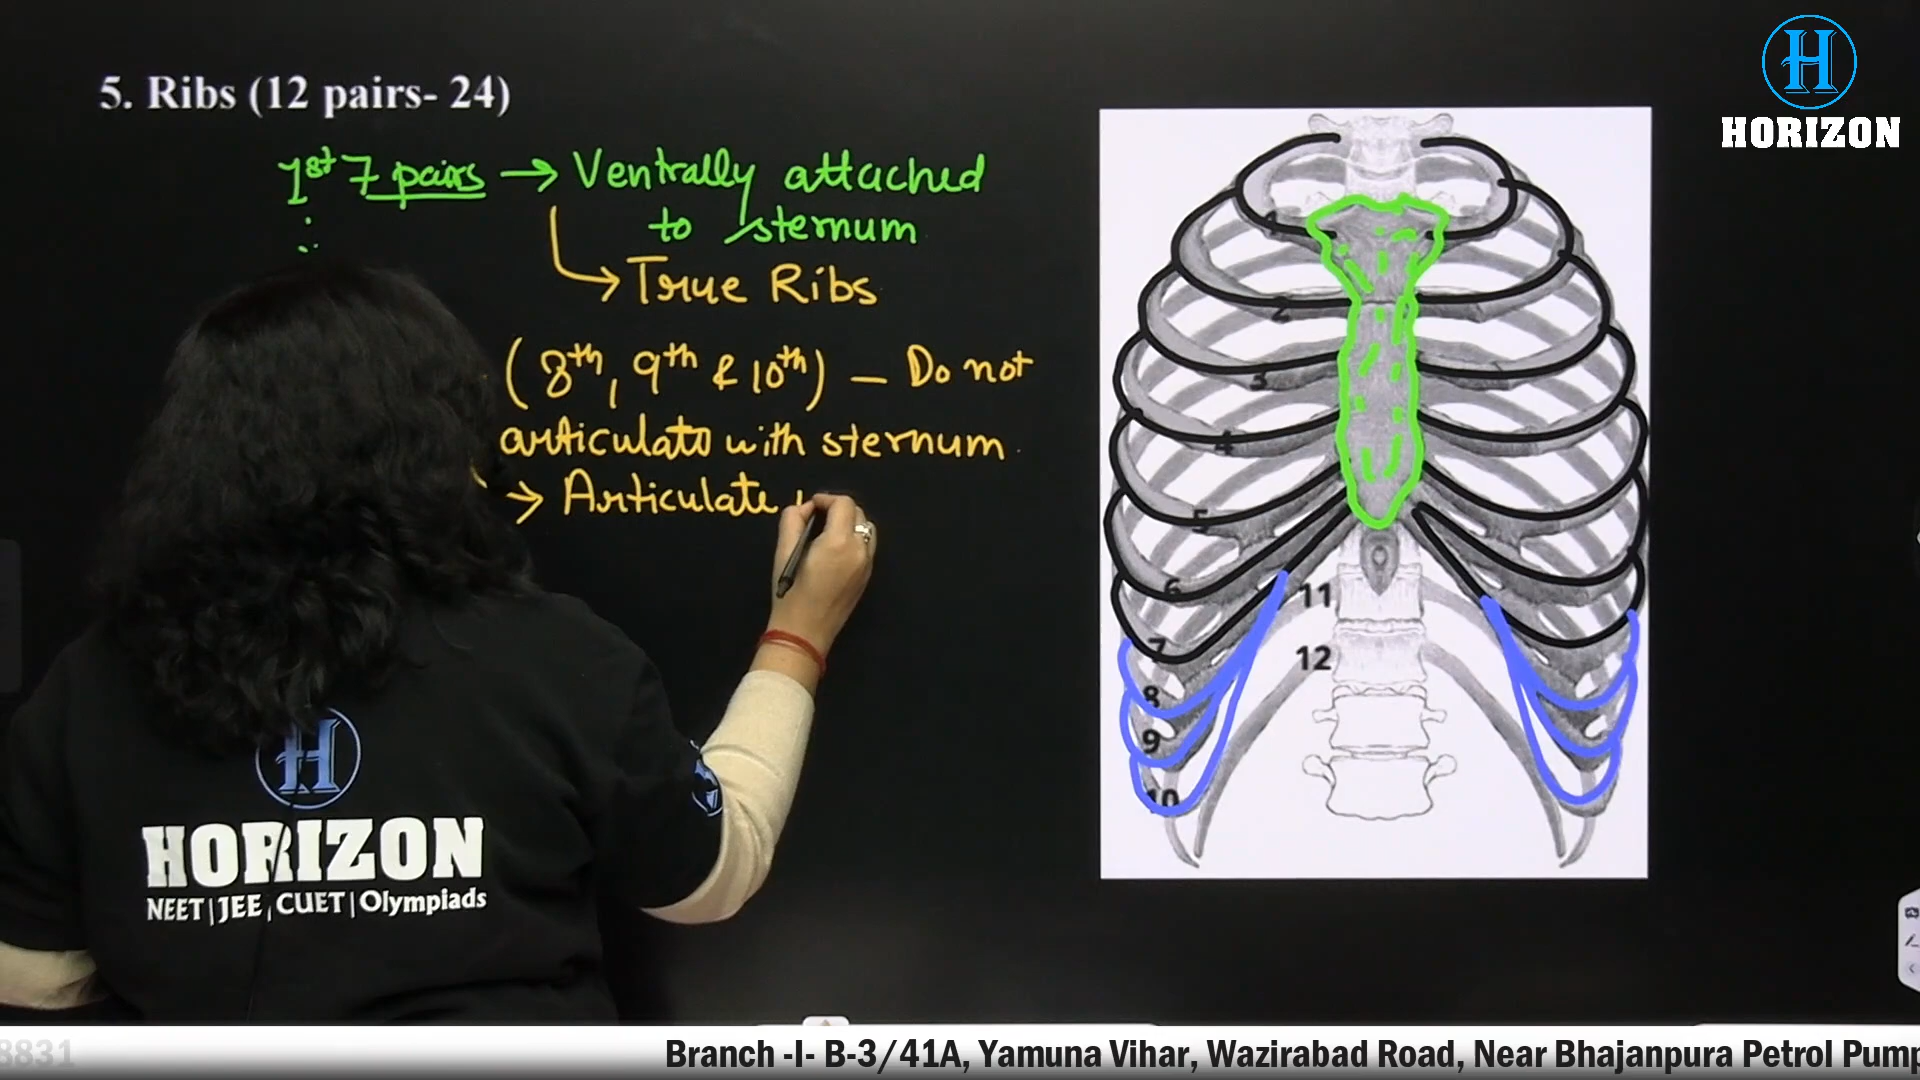 H
HORIZON
5. Ribs (12 pairs- 24)
1st 7 pairs → Ventrally attached
to sternum
→ True Ribs
(8th, 9th & 10th) – Do not
articulate with sternum.
→ Articulate
1
2
3
4
5
6
7
8
9
10
11
12
H
HORIZON
NEET | JEE | CUET | Olympiads
8831
Branch -I- B-3/41A, Yamuna Vihar, Wazirabad Road, Near Bhajanpura Petrol Pump